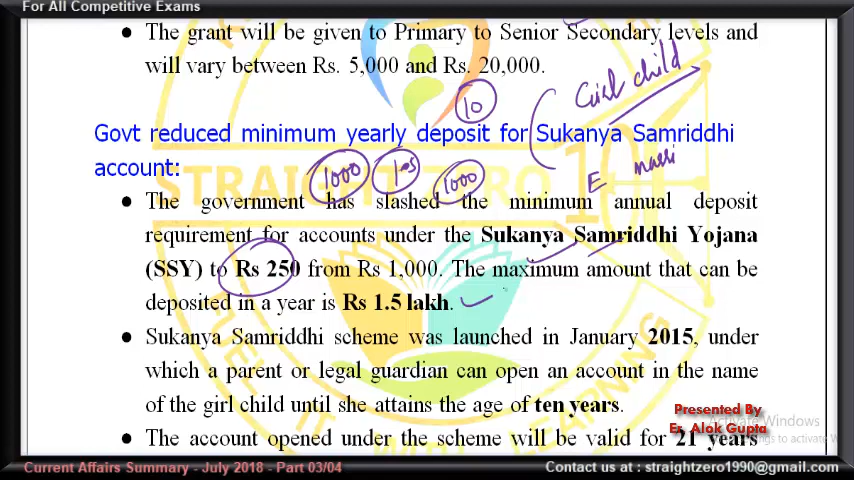 For All Competitive Exams
● The grant will be given to Primary to Senior Secondary levels and
will vary between Rs. 5,000 and Rs. 20,000.
Girl child
10
Govt reduced minimum yearly deposit for Sukanya Samriddhi
account:
1000
1000
E
● The government has slashed the minimum annual deposit
requirement for accounts under the Sukanya Samriddhi Yojana
(SSY) to Rs 250 from Rs 1,000. The maximum amount that can be
deposited in a year is Rs 1.5 lakh.
● Sukanya Samriddhi scheme was launched in January 2015, under
which a parent or legal guardian can open an account in the name
of the girl child until she attains the age of ten years.
Presented By
Activate Windows
Er. Alok Gupta
● The account opened under the scheme will be valid for 21 years
Current Affairs Summary - July 2018 - Part 03/04
Contact us at : straightzero1990@gmail.com